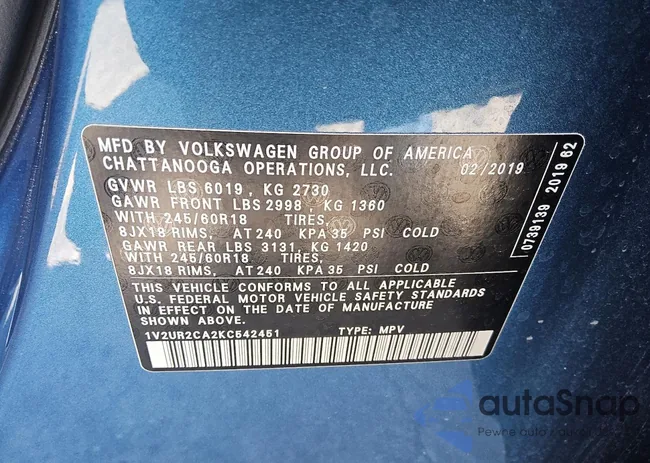 MFD BY VOLKSWAGEN GROUP OF AMERICA
CHATTANOOGA OPERATIONS, LLC. 02/2019
GVWR LBS 6019, KG 2730
GAWR FRONT LBS 2998 KG 1360
WITH 245/60R18 TIRES,
8JX18 RIMS, AT 240 KPA 35 PSI COLD
GAWR REAR LBS 3131, KG 1420
WITH 245/60R18 TIRES,
8JX18 RIMS, AT 240 KPA 35 PSI COLD
THIS VEHICLE CONFORMS TO ALL APPLICABLE
U.S. FEDERAL MOTOR VEHICLE SAFETY STANDARDS
IN EFFECT ON THE DATE OF MANUFACTURE
SHOWN ABOVE.
1V2UR2CA2KC542451 TYPE: MPV
0739139 2019 62
autoSnap
Pewne auto z